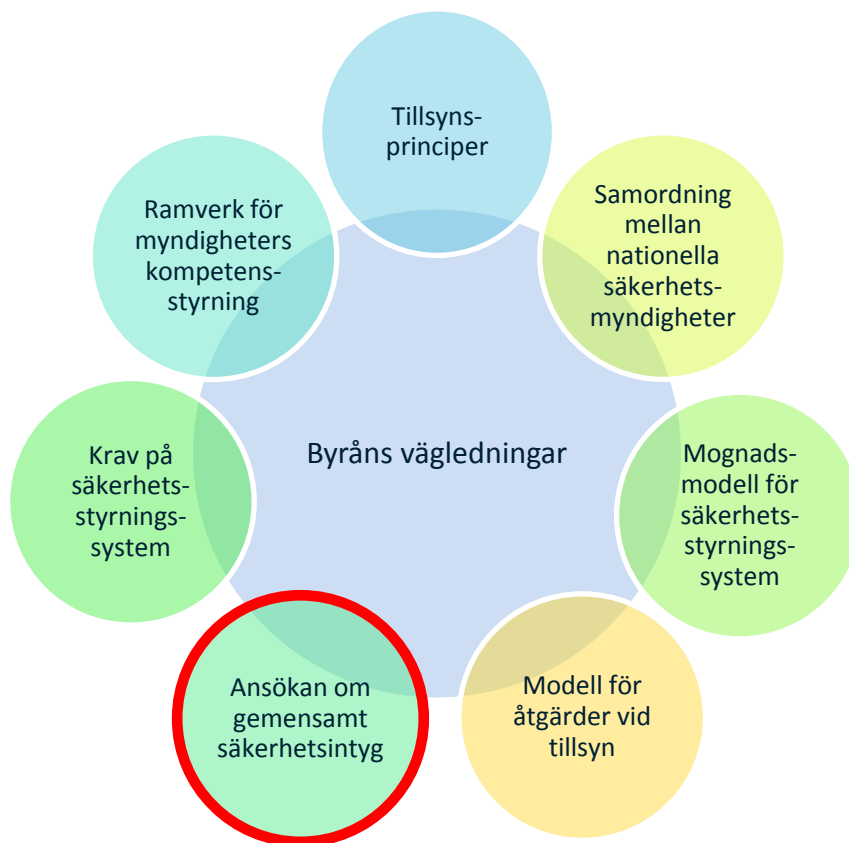 Tillsyns-
principer
Samordning
mellan
nationella
säkerhets-
myndigheter
Mognads-
modell för
säkerhets-
styrnings-
system
Modell för
åtgärder vid
tillsyn
Ansökan om
gemensamt
säkerhetsintyg
Krav på
säkerhets-
styrnings-
system
Ramverk för
myndigheters
kompetens-
styrning
Byråns vägledningar